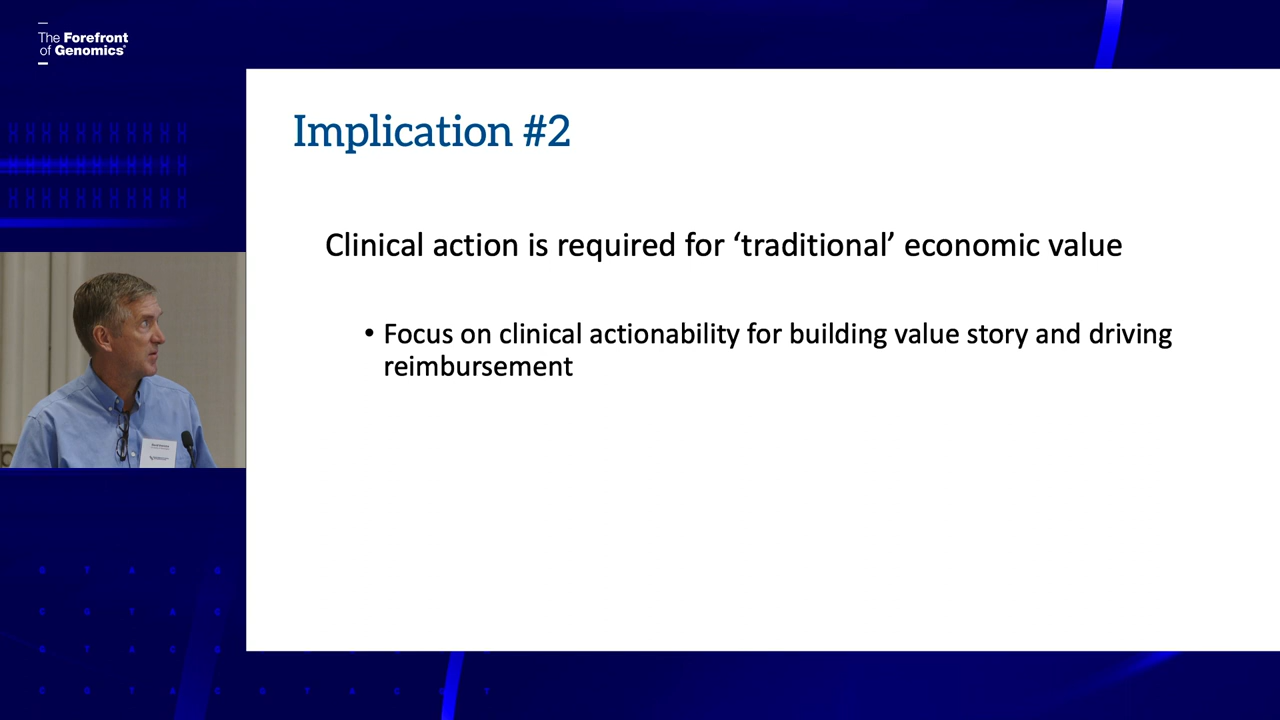 The Forefront
of Genomics®
Implication #2
Clinical action is required for ‘traditional’ economic value
• Focus on clinical actionability for building value story and driving
reimbursement
G T A C G
C G T A C
G T A C G
C G T A C G T A C G T